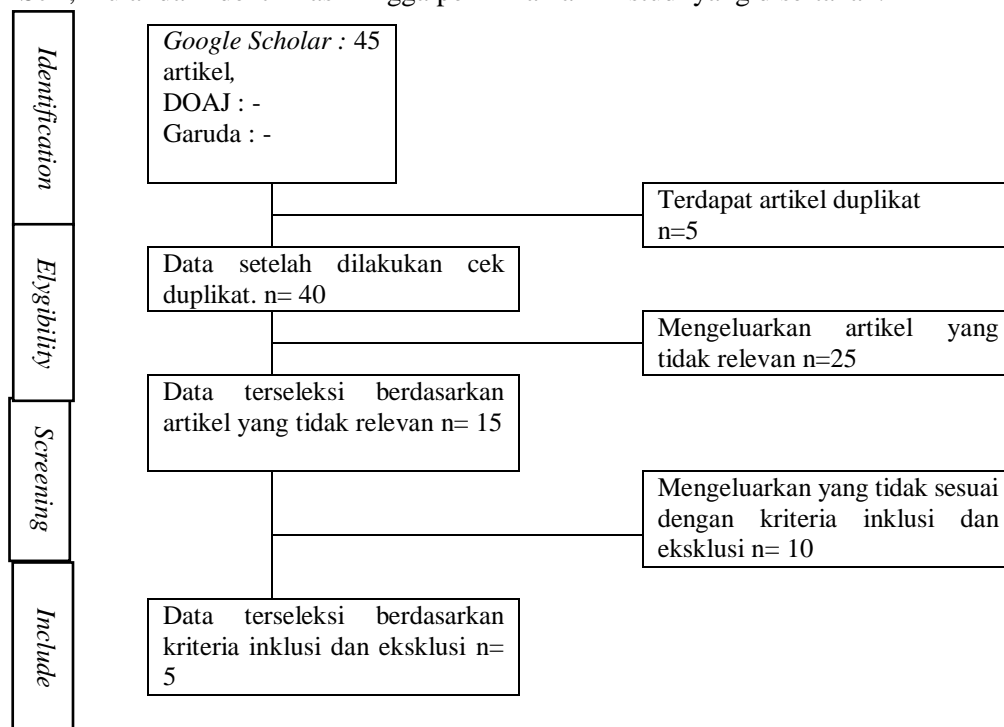 Identification
Google Scholar : 45
artikel,
DOAJ : -
Garuda : -
Terdapat artikel duplikat
n=5
Elygibility
Data setelah dilakukan cek
duplikat. n= 40
Mengeluarkan artikel yang
tidak relevan n=25
Data terseleksi berdasarkan
artikel yang tidak relevan n= 15
Screening
Mengeluarkan yang tidak sesuai
dengan kriteria inklusi dan
eksklusi n= 10
Include
Data terseleksi berdasarkan
kriteria inklusi dan eksklusi n=
5